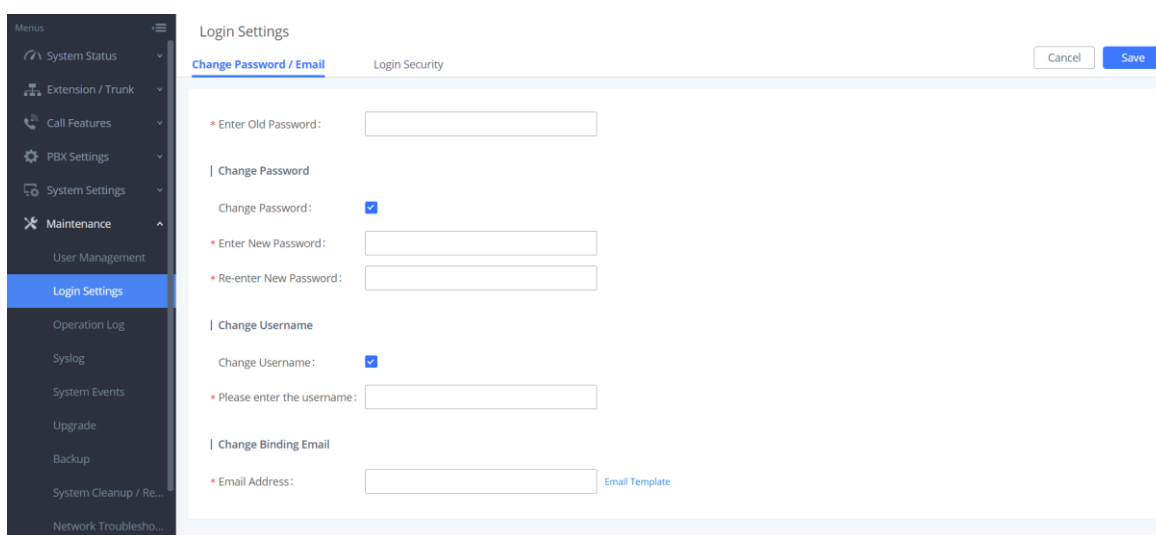 Menus
System Status
Extension / Trunk
Call Features
PBX Settings
System Settings
Maintenance
User Management
Login Settings
Operation Log
Syslog
System Events
Upgrade
Backup
System Cleanup / Re...
Network Troublesho...
Login Settings
Change Password / Email
Login Security
Cancel
Save
* Enter Old Password:
| Change Password
Change Password:
* Enter New Password:
* Re-enter New Password:
| Change Username
Change Username:
* Please enter the username:
| Change Binding Email
* Email Address:
Email Template